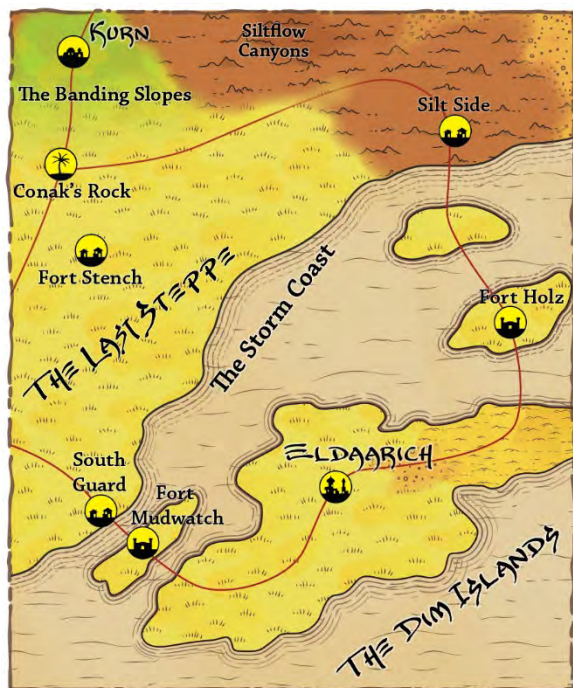 KURN
Siltflow
Canyons
The Banding Slopes
Silt Side
Conak's Rock
Fort Stench
THE LAST STEPPE
The Storm Coast
Fort Holz
ELDAARICH
South
Guard
Fort
Mudwatch
THE DIM ISLANDS